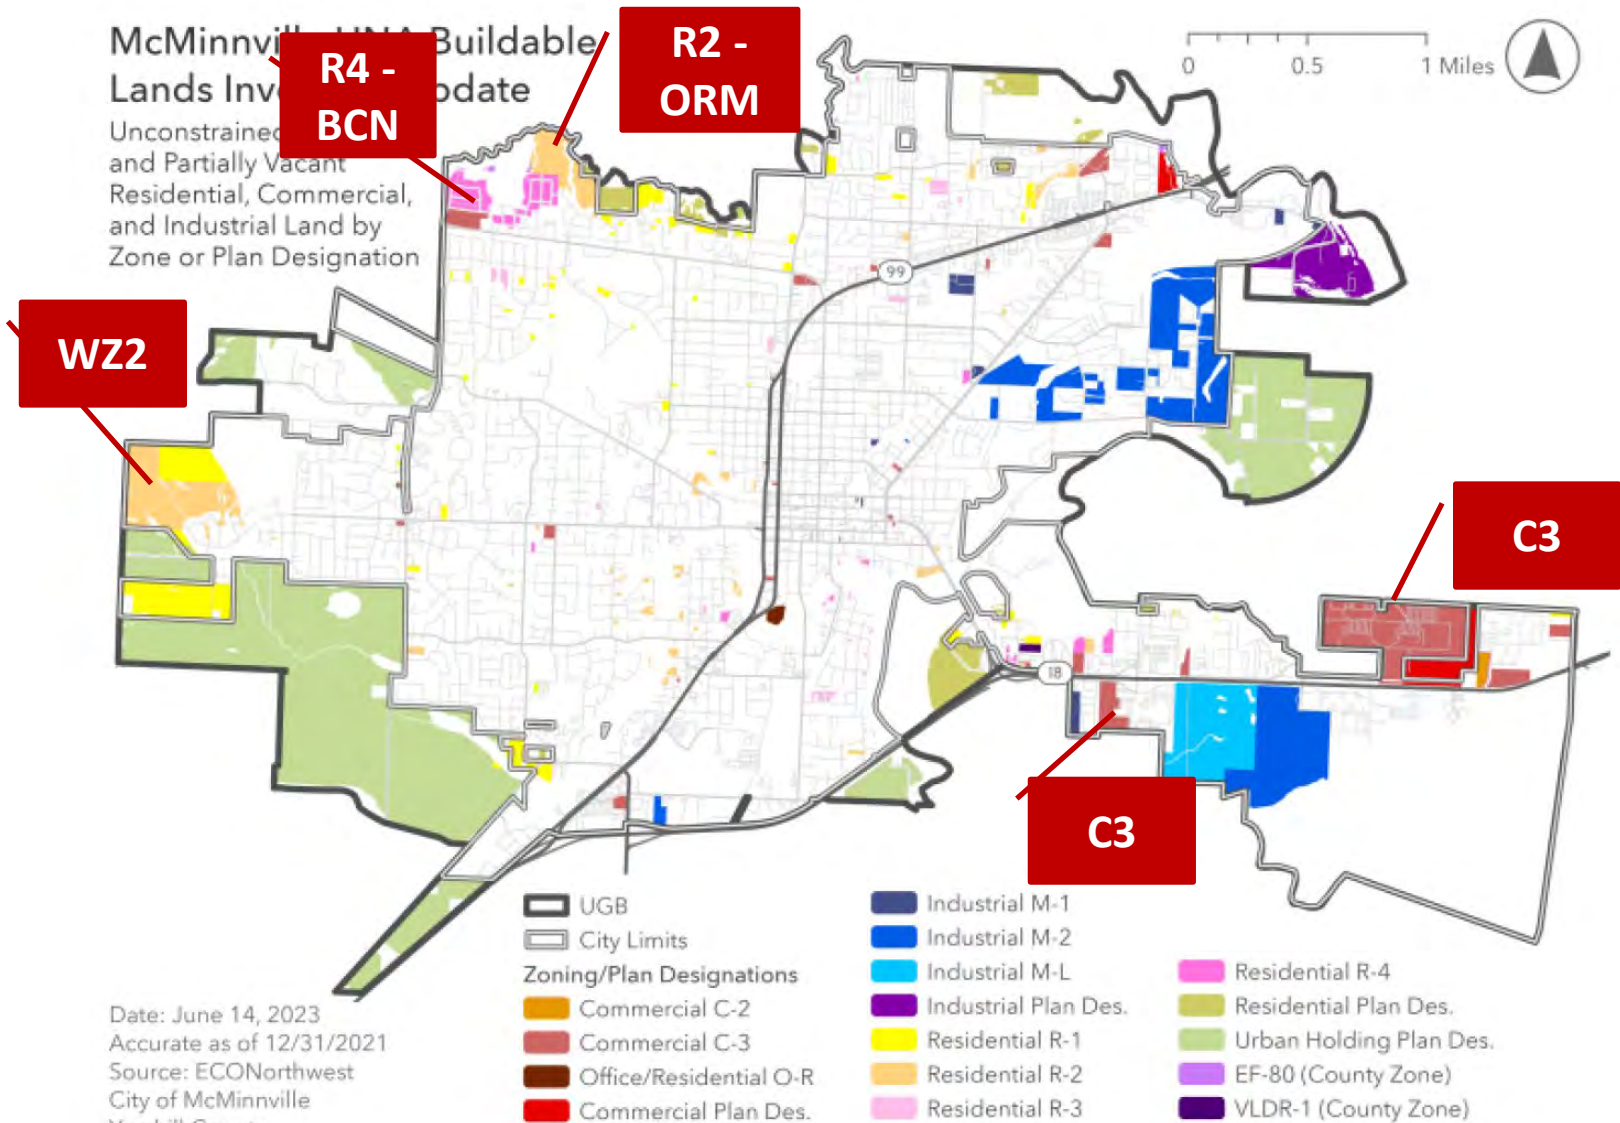 McMinnville HNA Buildable
Lands Inv
pdate
Unconstrained
and Partially Vacant
Residential, Commercial,
and Industrial Land by
Zone or Plan Designation
R4 -
BCN
R2 -
ORM
0 0.5 1 Miles
WZ2
99
C3
18
C3
UGB
City Limits
Zoning/Plan Designations
Commercial C-2
Commercial C-3
Office/Residential O-R
Commercial Plan Des.
Industrial M-1
Industrial M-2
Industrial M-L
Industrial Plan Des.
Residential R-1
Residential R-2
Residential R-3
Residential R-4
Residential Plan Des.
Urban Holding Plan Des.
EF-80 (County Zone)
VLDR-1 (County Zone)
Date: June 14, 2023
Accurate as of 12/31/2021
Source: ECONorthwest
City of McMinnville